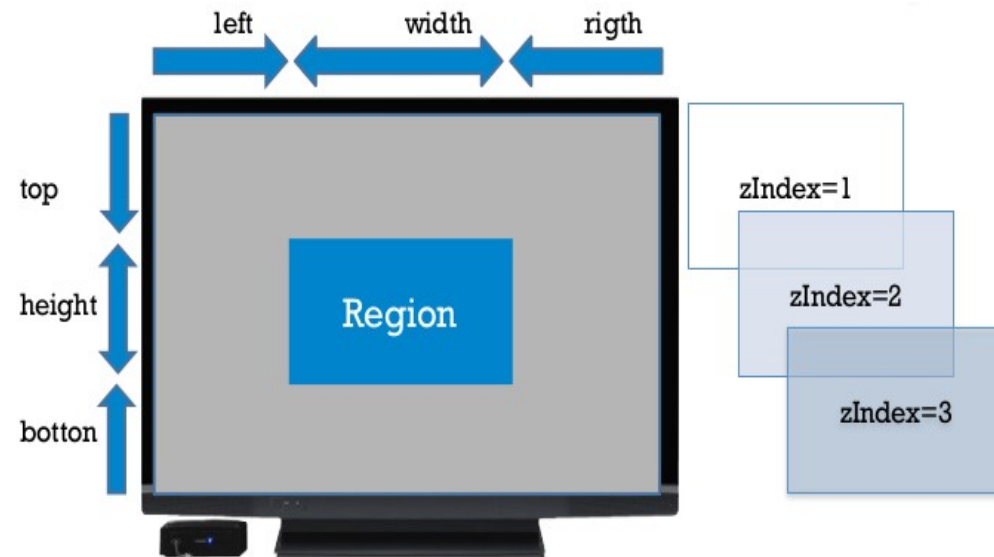 left width rigth
top
zIndex=1
height
zIndex=2
Region
botton
zIndex=3